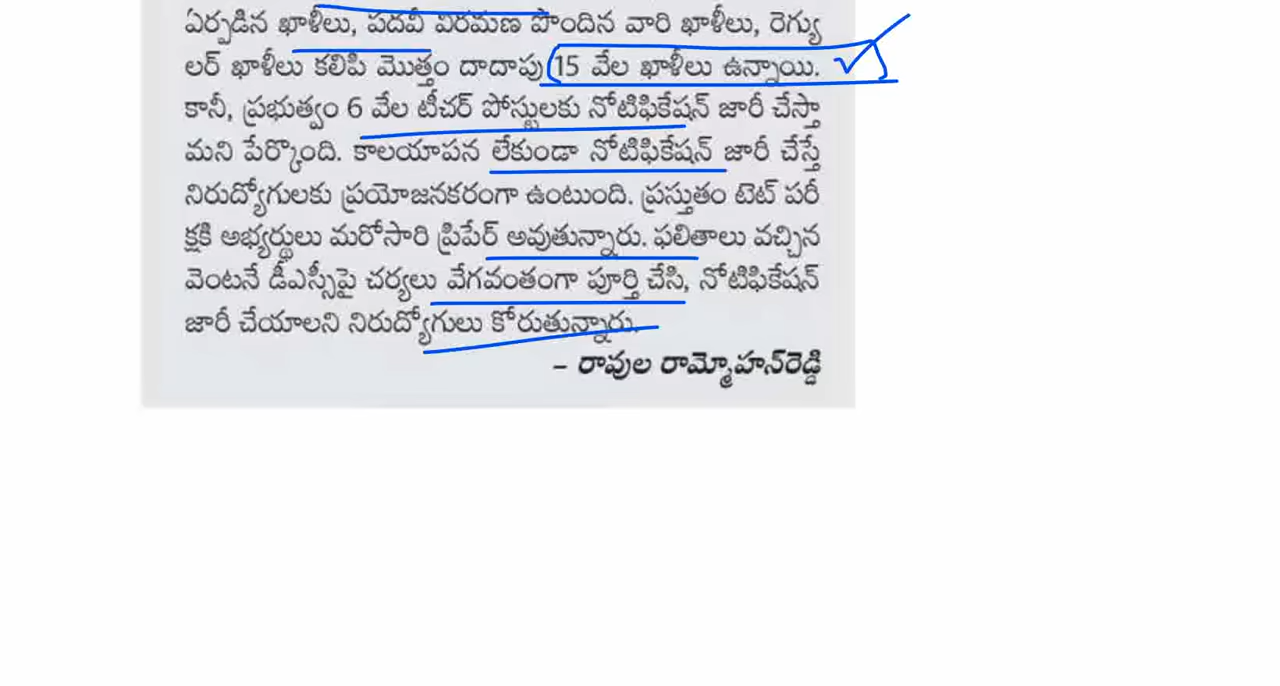 ఏర్పడిన ఖాళీలు, పదవీ విరమణ పొందిన వారి ఖాళీలు, రెగ్యు
లర్ ఖాళీలు కలిపి మొత్తం దాదాపు 15 వేల ఖాళీలు ఉన్నాయి.
కానీ, ప్రభుత్వం 6 వేల టీచర్ పోస్టులకు నోటిఫికేషన్ జారీ చేస్తా
మని పేర్కొంది. కాలయాపన లేకుండా నోటిఫికేషన్ జారీ చేస్తే
నిరుద్యోగులకు ప్రయోజనకరంగా ఉంటుంది. ప్రస్తుతం టెట్ పరీ
క్షకి అభ్యర్థులు మరోసారి ప్రిపేర్ అవుతున్నారు. ఫలితాలు వచ్చిన
వెంటనే డీఎస్సీపై చర్యలు వేగవంతంగా పూర్తి చేసి, నోటిఫికేషన్
జారీ చేయాలని నిరుద్యోగులు కోరుతున్నారు.
– రావుల రామ్మోహన్‌రెడ్డి